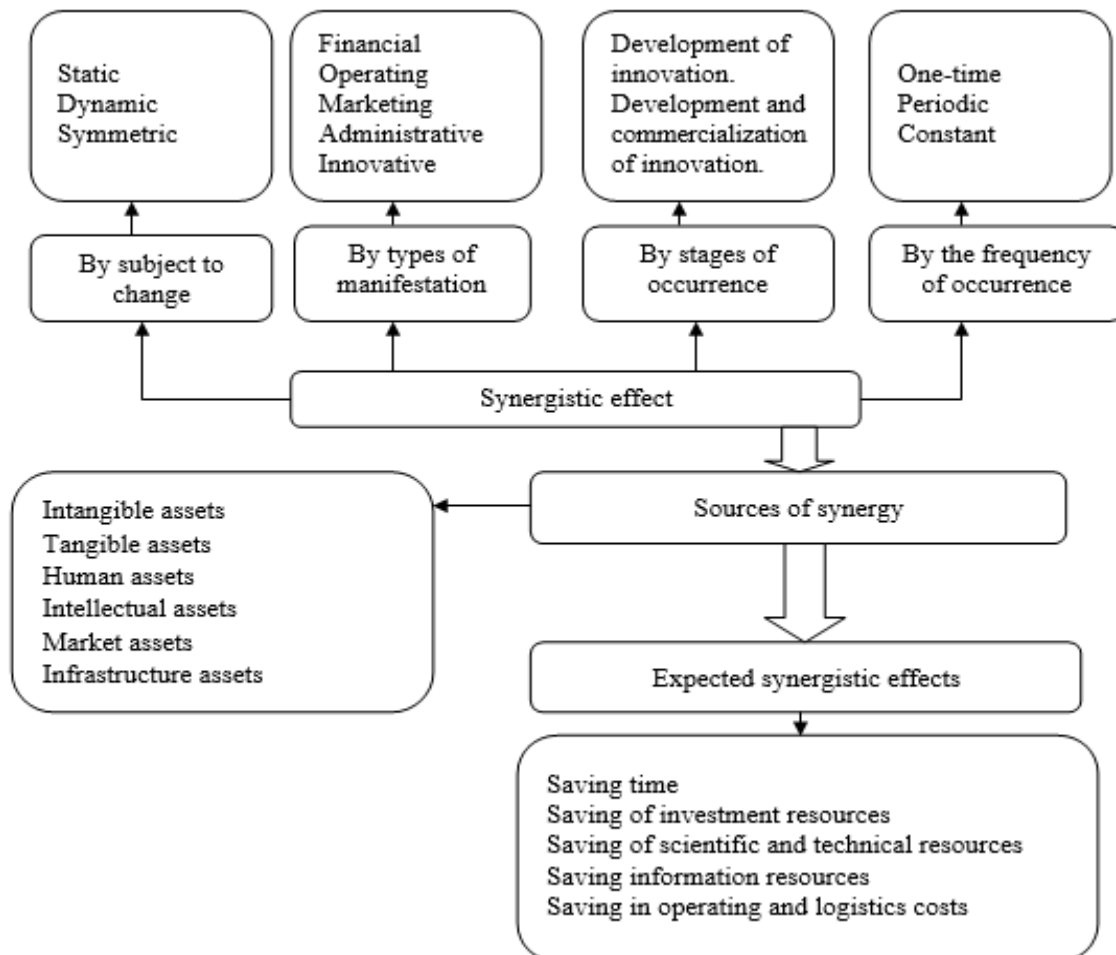 Static
Dynamic
Symmetric
Financial
Operating
Marketing
Administrative
Innovative
Development of
innovation.
Development and
commercialization
of innovation.
One-time
Periodic
Constant
By subject to
change
By types of
manifestation
By stages of
occurrence
By the frequency
of occurrence
Synergistic effect
Sources of synergy
Intangible assets
Tangible assets
Human assets
Intellectual assets
Market assets
Infrastructure assets
Expected synergistic effects
Saving time
Saving of investment resources
Saving of scientific and technical resources
Saving information resources
Saving in operating and logistics costs